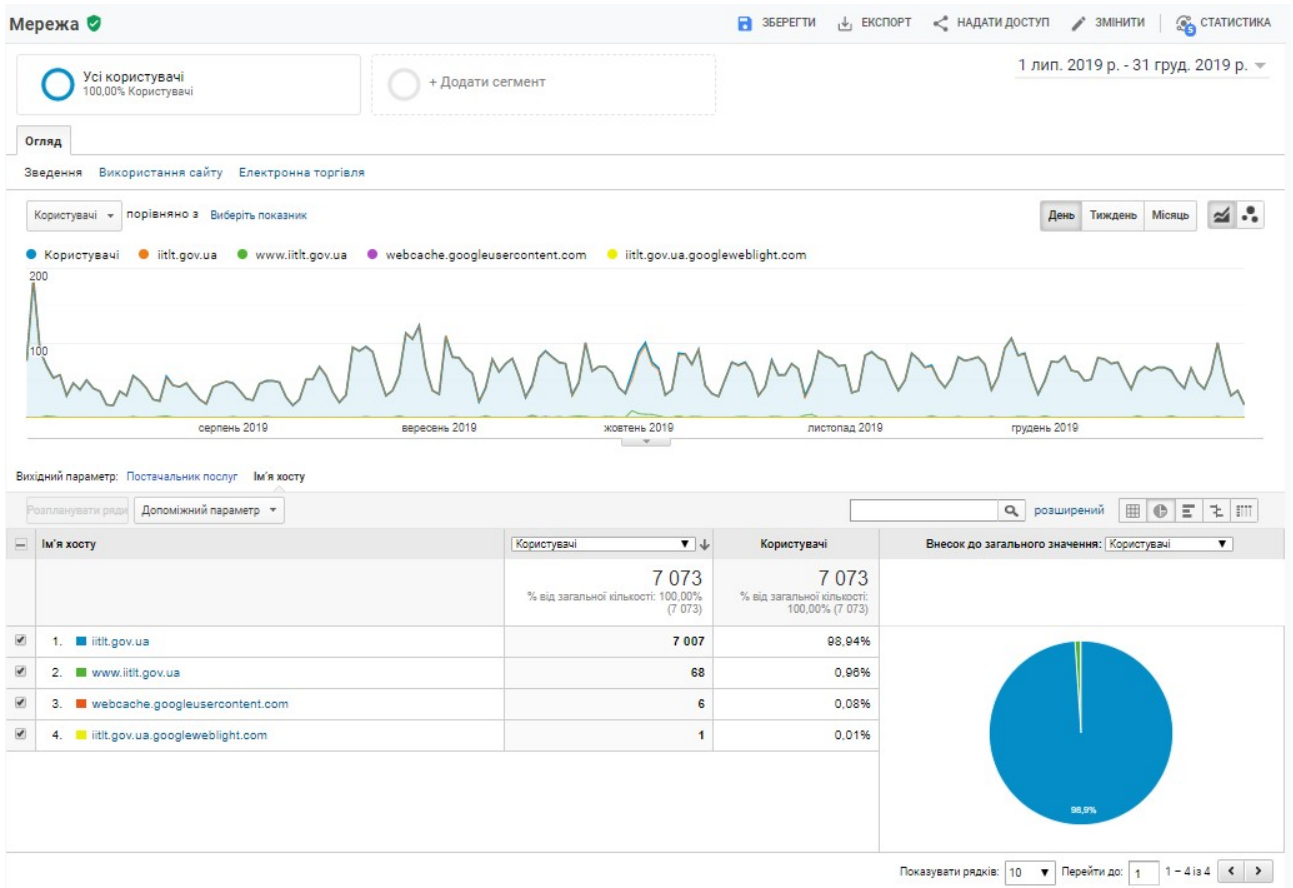 Мережа
ЗБЕРЕГТИ ЕКСПОРТ НАДАТИ ДОСТУП ЗМІНИТИ СТАТИСТИКА
5
Усі користувачі
100,00% Користувачі
+ Додати сегмент
1 лип. 2019 р. - 31 груд. 2019 р.
Огляд
Зведення Використання сайту Електронна торгівля
Користувачі порівняно з Виберіть показник
День Тиждень Місяць
Користувачі iitlt.gov.ua www.iitlt.gov.ua webcache.googleusercontent.com iitlt.gov.ua.googleweblight.com
200
100
серпень 2019 вересень 2019 жовтень 2019 листопад 2019 грудень 2019
Вихідний параметр: Постачальник послуг Ім'я хосту
Розпланувати ряди Допоміжний параметр розширений
Ім'я хосту Користувачі Користувачі Внесок до загального значення: Користувачі
7 073 7 073
% від загальної кількості: 100,00% % від загальної кількості:
(7 073) 100,00% (7 073)
1. iitlt.gov.ua 7 007 98,94%
2. www.iitlt.gov.ua 68 0,96%
3. webcache.googleusercontent.com 6 0,08%
4. iitlt.gov.ua.googleweblight.com 1 0,01%
98,9%
Показувати рядків: 10 Перейти до: 1 1 – 4 із 4